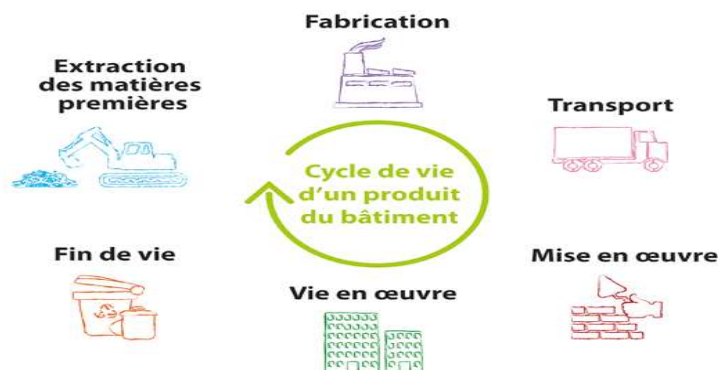 Fabrication
Extraction
des matières
premières
Transport
Cycle de vie
d'un produit
du bâtiment
Fin de vie
Mise en œuvre
Vie en œuvre